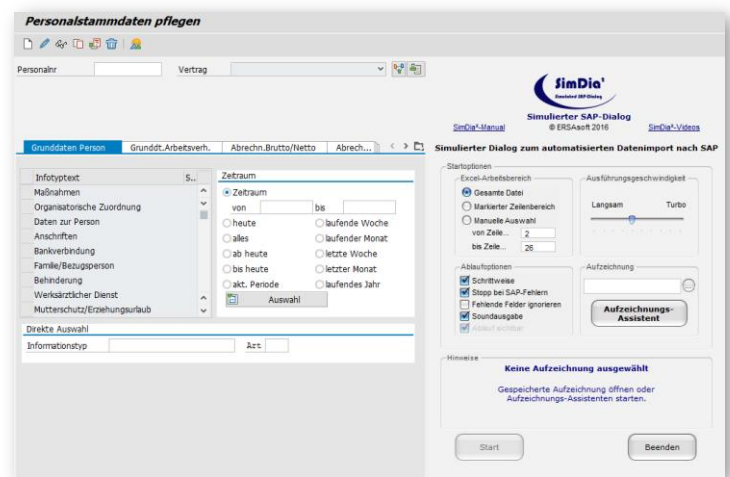 Personalstammdaten pflegen
Personalnr
Vertrag
Grunddaten Person
Grunddt.Arbeitsverh.
Abrechn.Brutto/Netto
Abrech...
Infotyptext
S..
Maßnahmen
Organisatorische Zuordnung
Daten zur Person
Anschriften
Bankverbindung
Familie/Bezugsperson
Behinderung
Werksärztlicher Dienst
Mutterschutz/Erziehungsurlaub
Zeitraum
Zeitraum
von bis
heute laufende Woche
alles laufender Monat
ab heute letzte Woche
bis heute letzter Monat
akt. Periode laufendes Jahr
Auswahl
Direkte Auswahl
Informationstyp
Art
SimDia²
Simulated SAP-Dialog
Simulierter SAP-Dialog
SimDia²-Manual
© ERSAsoft 2016
SimDia²-Videos
Simulierter Dialog zum automatisierten Datenimport nach SAP
Startoptionen
Excel-Arbeitsbereich
Gesamte Datei
Markierter Zeilenbereich
Manuelle Auswahl
von Zeile... 2
bis Zeile... 26
Ausführungsgeschwindigkeit
Langsam Turbo
Ablaufoptionen
Schrittweise
Stopp bei SAP-Fehlern
Fehlende Felder ignorieren
Soundausgabe
Ablauf sichtbar
Aufzeichnung
...
Aufzeichnungs-
Assistent
Hinweise
Keine Aufzeichnung ausgewählt
Gespeicherte Aufzeichnung öffnen oder
Aufzeichnungs-Assistenten starten.
Start
Beenden